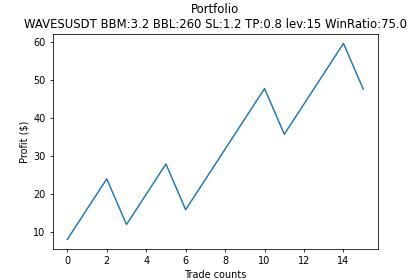 Portfolio
WAVESUSDT BBM:3.2 BBL:260 SL:1.2 TP:0.8 lev:15 WinRatio:75.0
60
50
40
30
20
10
Profit ($)
0 2 4 6 8 10 12 14
Trade counts